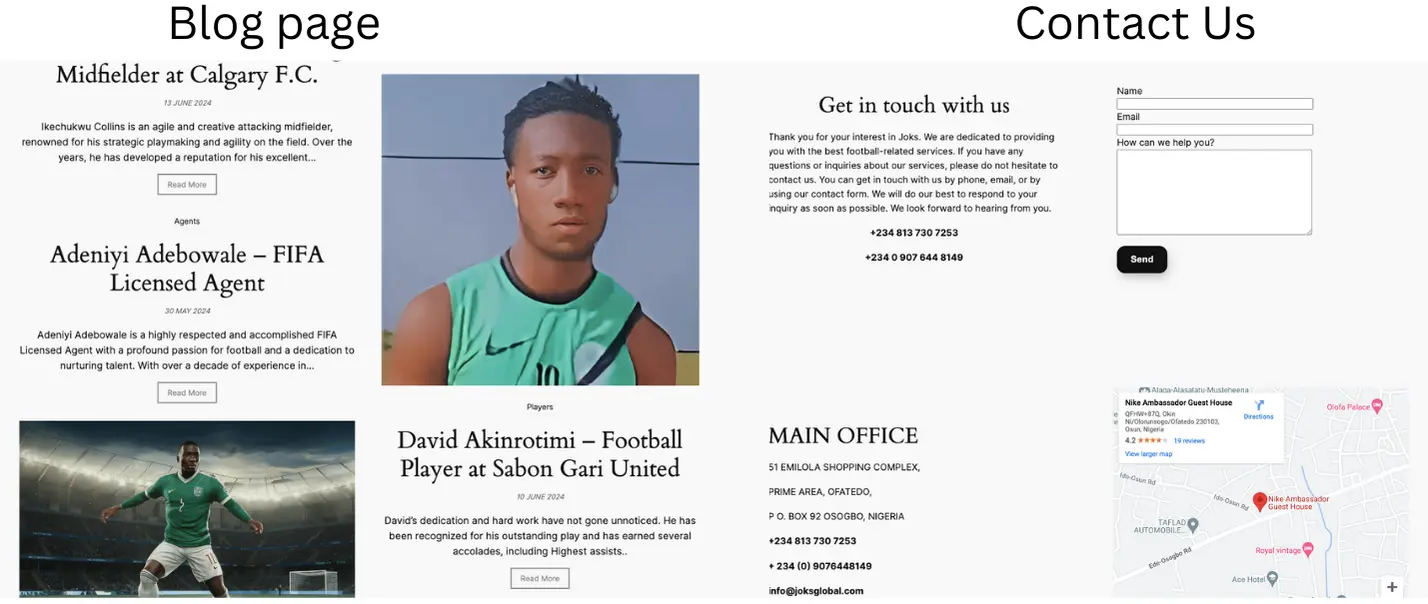 Blog page
Contact Us
Midfielder at Calgary F.C.
13 JUNE 2024
Ikechukwu Collins is an agile and creative attacking midfielder,
renowned for his strategic playmaking and agility on the field. Over the
years, he has developed a reputation for his excellent...
Read More
Agents
Adeniyi Adebowale – FIFA
Licensed Agent
30 MAY 2024
Adeniyi Adebowale is a highly respected and accomplished FIFA
Licensed Agent with a profound passion for football and a dedication to
nurturing talent. With over a decade of experience in...
Read More
10
Players
David Akinrotimi – Football
Player at Sabon Gari United
10 JUNE 2024
David's dedication and hard work have not gone unnoticed. He has
been recognized for his outstanding play and has earned several
accolades, including Highest assists..
Read More
Get in touch with us
Thank you for your interest in Joks. We are dedicated to providing
you with the best football-related services. If you have any
questions or inquiries about our services, please do not hesitate to
contact us. You can get in touch with us by phone, email, or by
using our contact form. We will do our best to respond to your
inquiry as soon as possible. We look forward to hearing from you.
+234 813 730 7253
+234 0 907 644 8149
Name
Email
How can we help you?
Send
MAIN OFFICE
51 EMILOLA SHOPPING COMPLEX,
PRIME AREA, OFATEDO,
P O. BOX 92 OSOGBO, NIGERIA
+234 813 730 7253
+ 234 (0) 9076448149
info@joksglobal.com
Alaga-Alasalatu-Musleheena
Nike Ambassador Guest House
QFHW+87Q, Okin
Ni/Olorunsogo/Ofatedo 230103,
Osun, Nigeria
4.2 ★★★★★ 19 reviews
View larger map
Directions
Olofa Palace
Ido-Osun Rd
Ido-Osun Rd
Nike Ambassador
Guest House
TAFLAD
AUTOMOBILE...
Royal vintage
Ede-Osogbo Rd
Ace Hotel
+